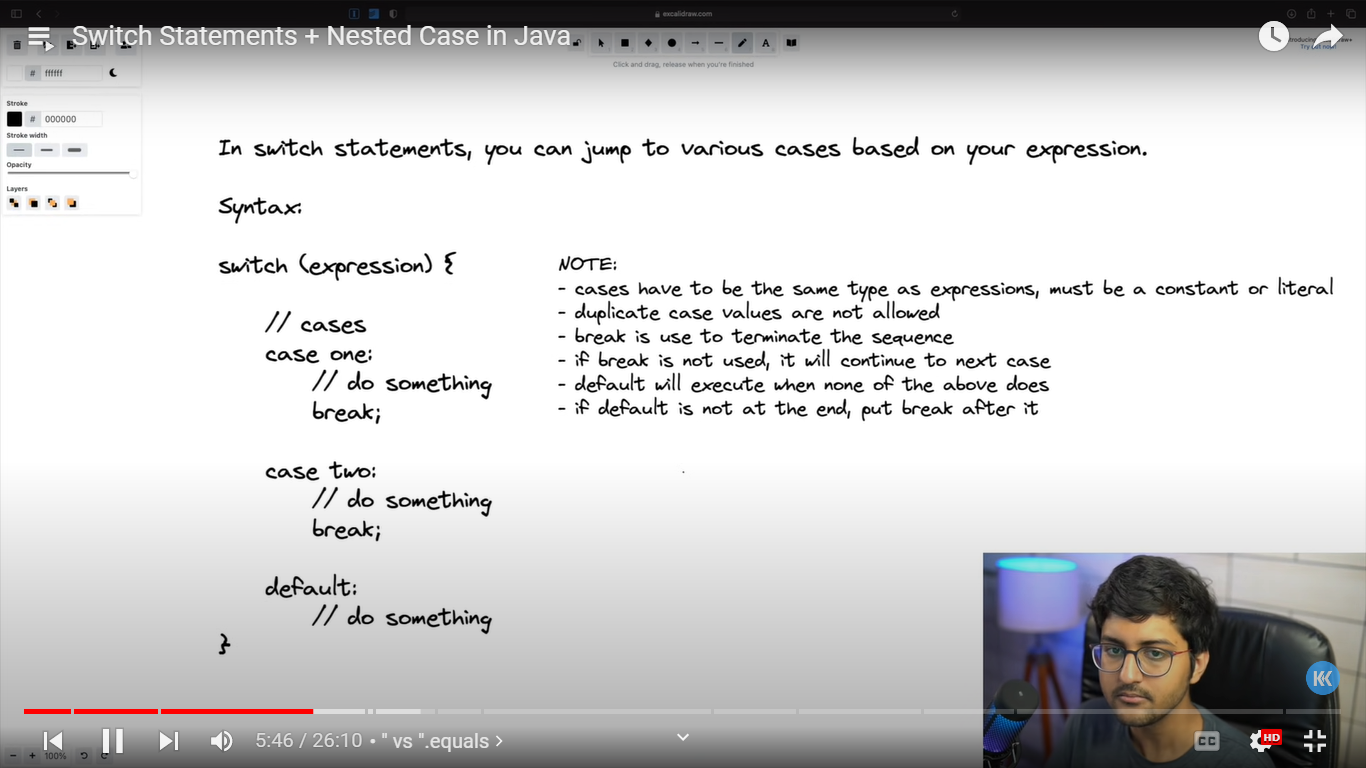 excalidraw.com
Switch Statements + Nested Case in Java
A
Click and drag, release when you're finished
# ffffff
Stroke
# 000000
Stroke width
Opacity
Layers
In switch statements, you can jump to various cases based on your expression.
Syntax:
switch (expression) {
// cases
case one:
// do something
break;
case two:
// do something
break;
default:
// do something
}
NOTE:
- cases have to be the same type as expressions, must be a constant or literal
- duplicate case values are not allowed
- break is use to terminate the sequence
- if break is not used, it will continue to next case
- default will execute when none of the above does
- if default is not at the end, put break after it
5:46 / 26:10 • " vs ".equals >
CC
HD
- + 100%